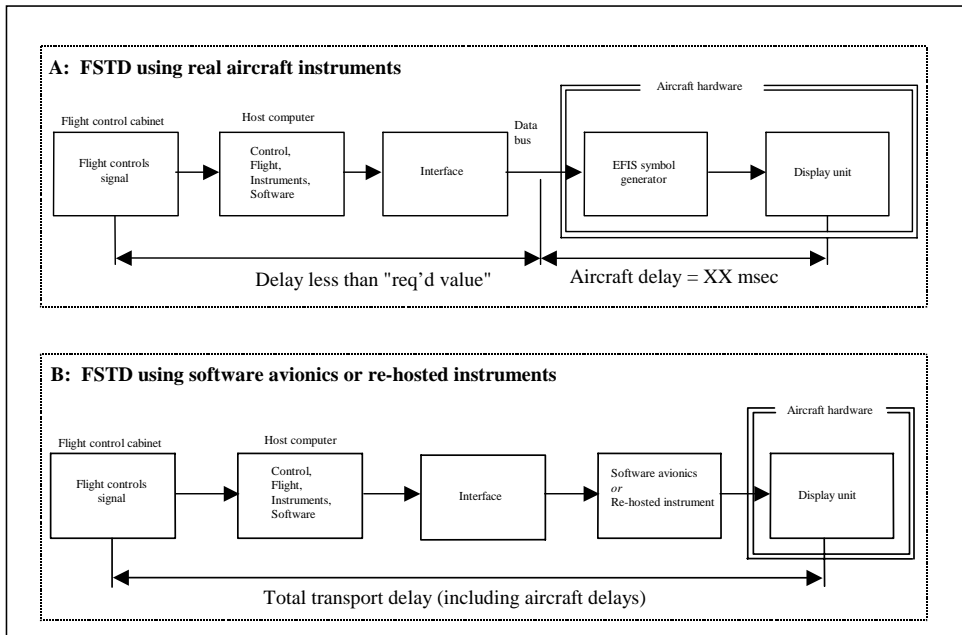 A: FSTD using real aircraft instruments
Aircraft hardware
Flight control cabinet
Host computer
Data
bus
Flight controls
signal
Control,
Flight,
Instruments,
Software
Interface
EFIS symbol
generator
Display unit
Delay less than "req'd value"
Aircraft delay = XX msec
B: FSTD using software avionics or re-hosted instruments
Aircraft hardware
Flight control cabinet
Host computer
Flight controls
signal
Control,
Flight,
Instruments,
Software
Interface
Software avionics
or
Re-hosted instrument
Display unit
Total transport delay (including aircraft delays)